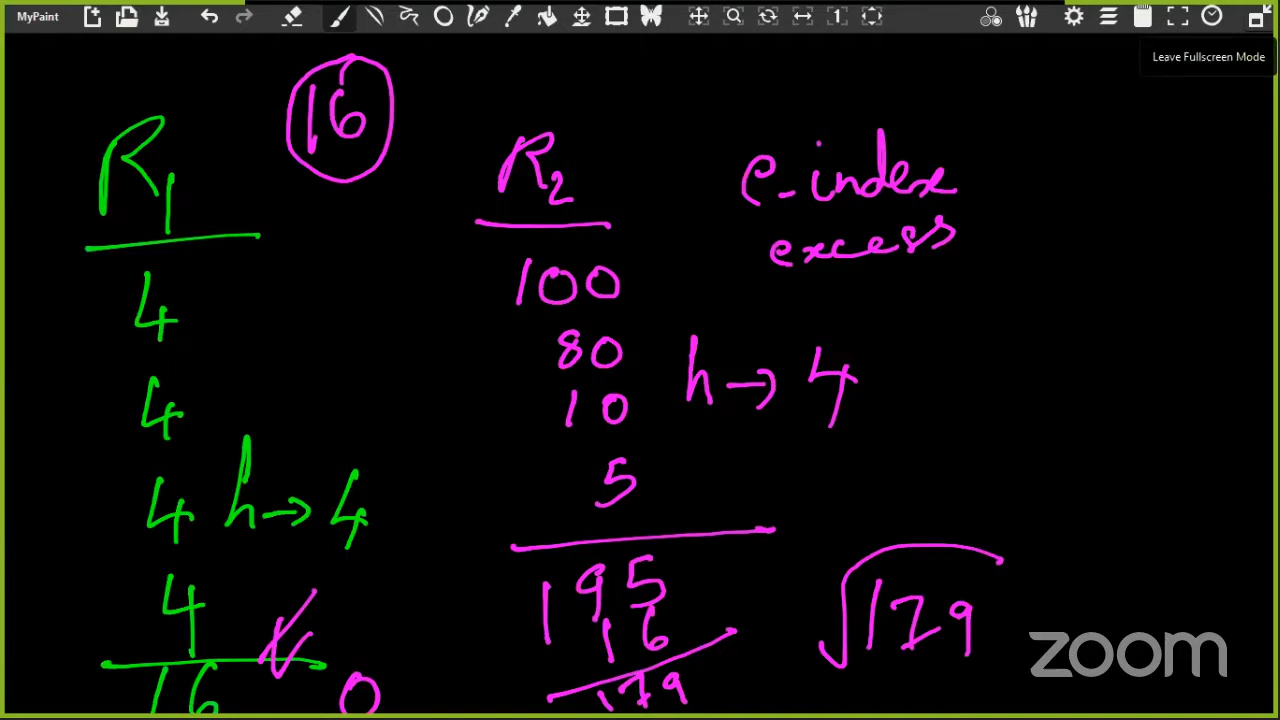 MyPaint
1
Leave Fullscreen Mode
16
R1
4
4
4 h→4
4
16
0
R2
100
80
10
5
h→4
195
16
179
e-index
excess
√179
zoom